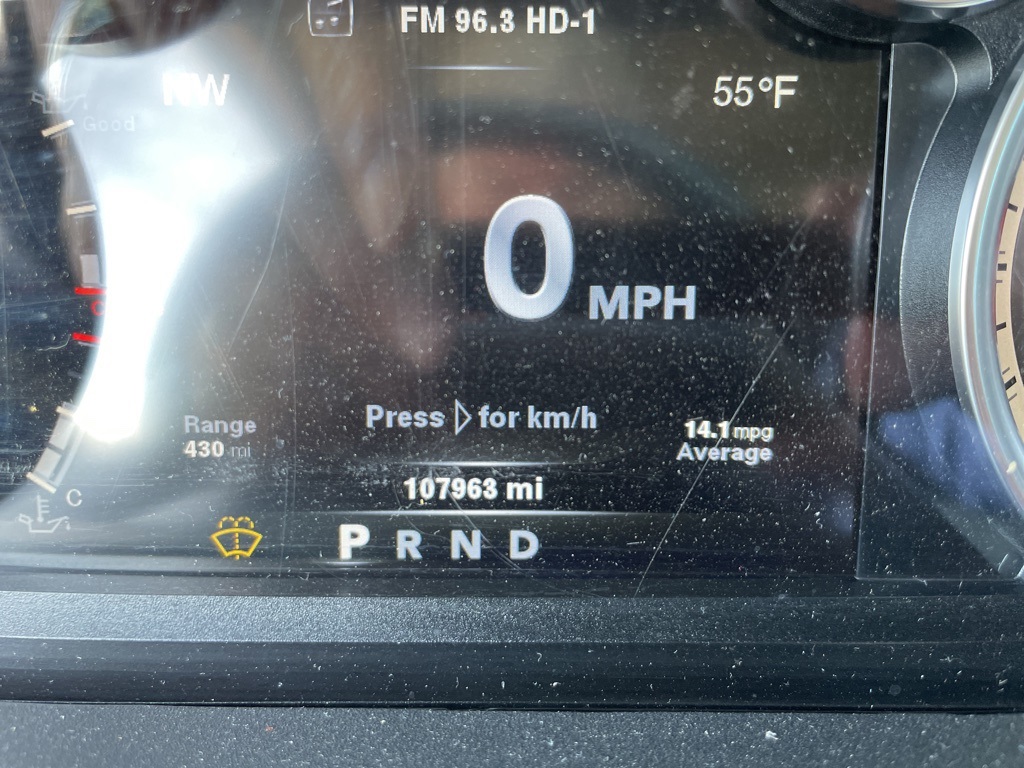 FM 96.3 HD-1
NW
55°F
Good
0 MPH
Press ▷ for km/h
Range
430 mi
14.1 mpg
Average
107963 mi
C
P R N D